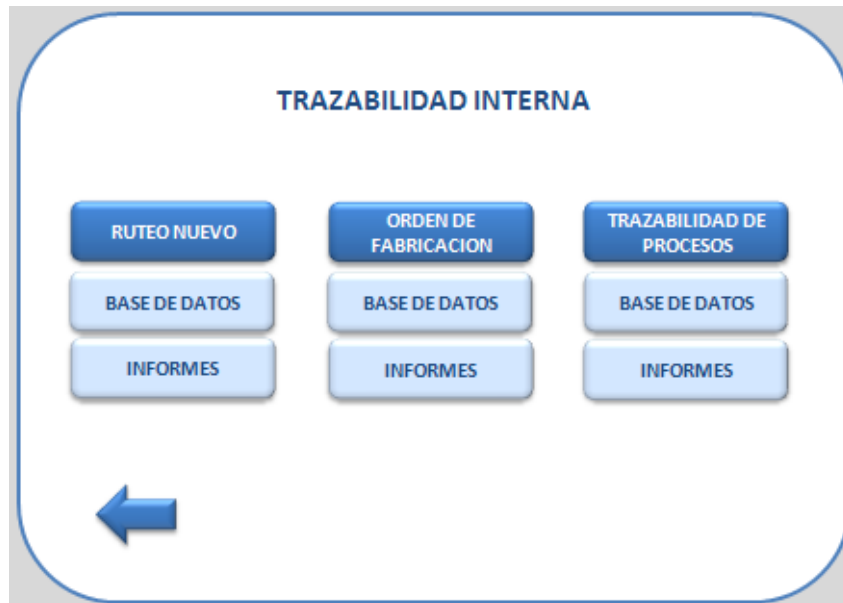 TRAZABILIDAD INTERNA
RUTEO NUEVO
BASE DE DATOS
INFORMES
ORDEN DE
FABRICACION
BASE DE DATOS
INFORMES
TRAZABILIDAD DE
PROCESOS
BASE DE DATOS
INFORMES